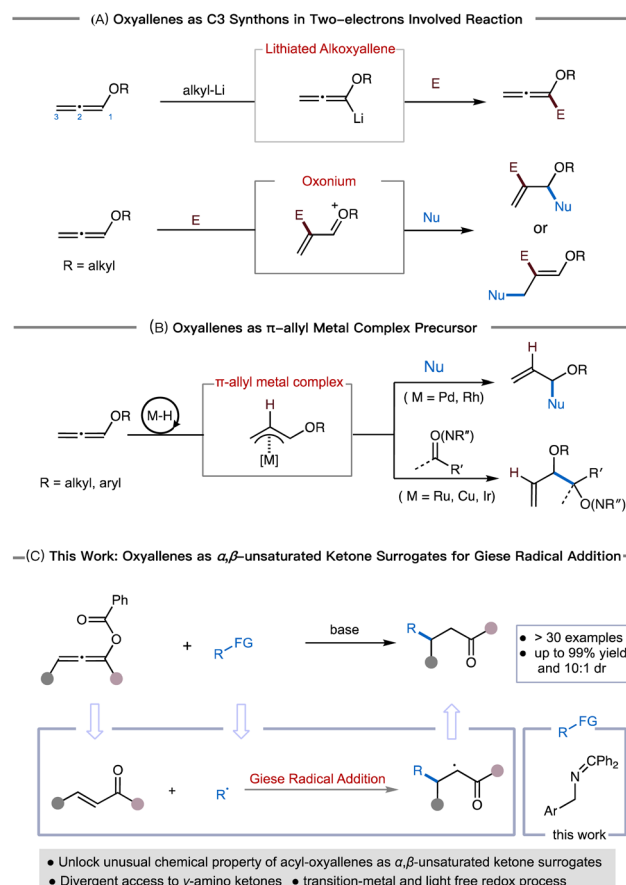 (A) Oxyallenes as C3 Synthons in Two-electrons Involved Reaction
Lithiated Alkoxyallene
OR
3 2 1
alkyl-Li
OR
Li
E
OR
E
OR
R = alkyl
E
Oxonium
E
+
OR
Nu
E OR
Nu
or
E OR
Nu
(B) Oxyallenes as π-allyl Metal Complex Precursor
OR
R = alkyl, aryl
M-H
π-allyl metal complex
H
OR
[M]
Nu
( M = Pd, Rh)
H
OR
Nu
O(NR″)
R′
( M = Ru, Cu, Ir)
OR
H R′
O(NR″)
(C) This Work: Oxyallenes as α,β-unsaturated Ketone Surrogates for Giese Radical Addition
Ph
O
O
+
R FG
base
R
O
● > 30 examples
● up to 99% yield
and 10:1 dr
O
+
R•
Giese Radical Addition
R
O
R FG
N CPh2
Ar
this work
● Unlock unusual chemical property of acyl-oxyallenes as α,β-unsaturated ketone surrogates
● Divergent access to γ-amino ketones ● transition-metal and light free redox process